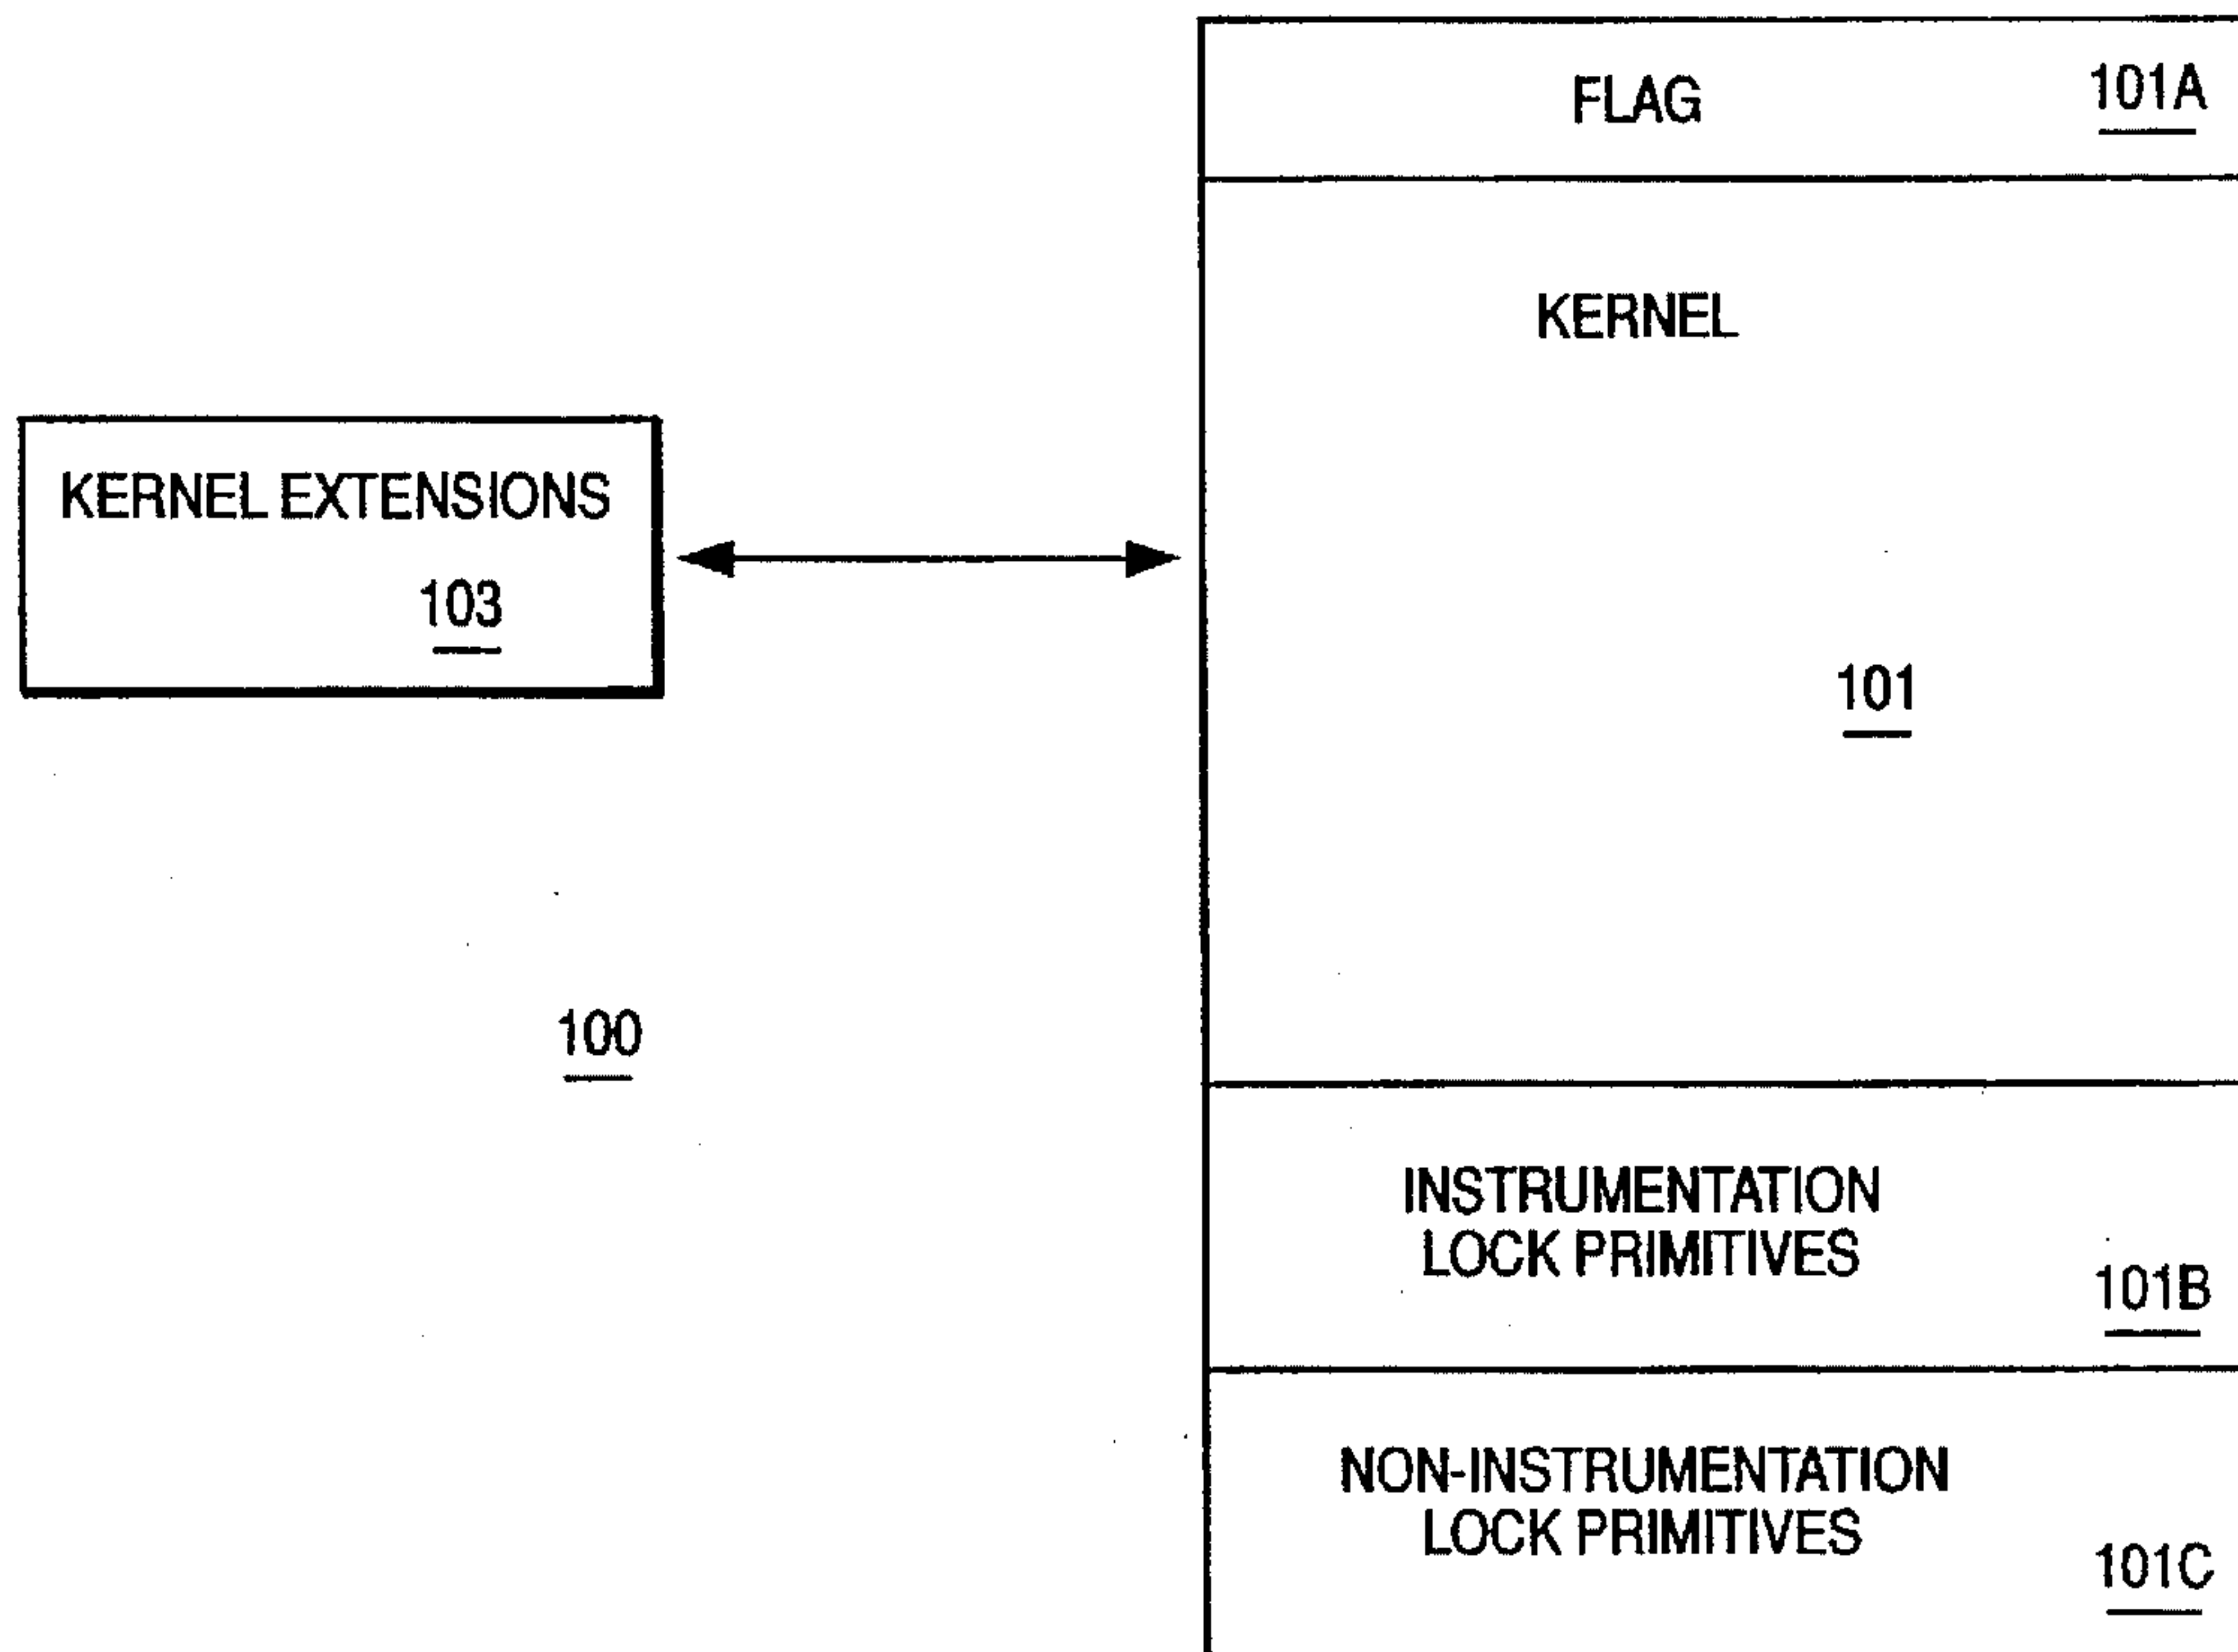 FLAG
101A
KERNEL
101
KERNEL EXTENSIONS
103
100
INSTRUMENTATION
LOCK PRIMITIVES
101B
NON-INSTRUMENTATION
LOCK PRIMITIVES
101C